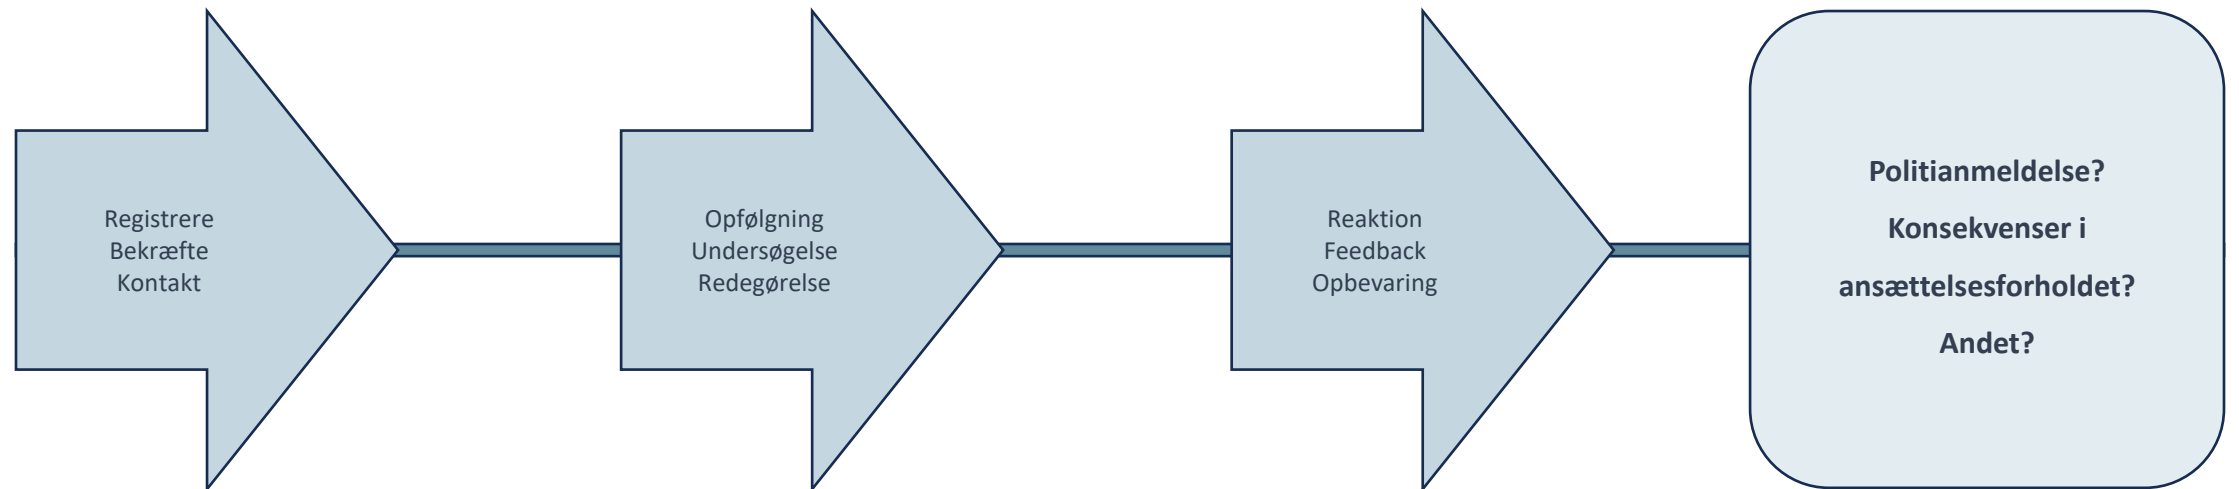 Registrere
Bekræfte
Kontakt
Opfølgning
Undersøgelse
Redegørelse
Reaktion
Feedback
Opbevaring
Politianmeldelse?
Konsekvenser i
ansættelsesforholdet?
Andet?